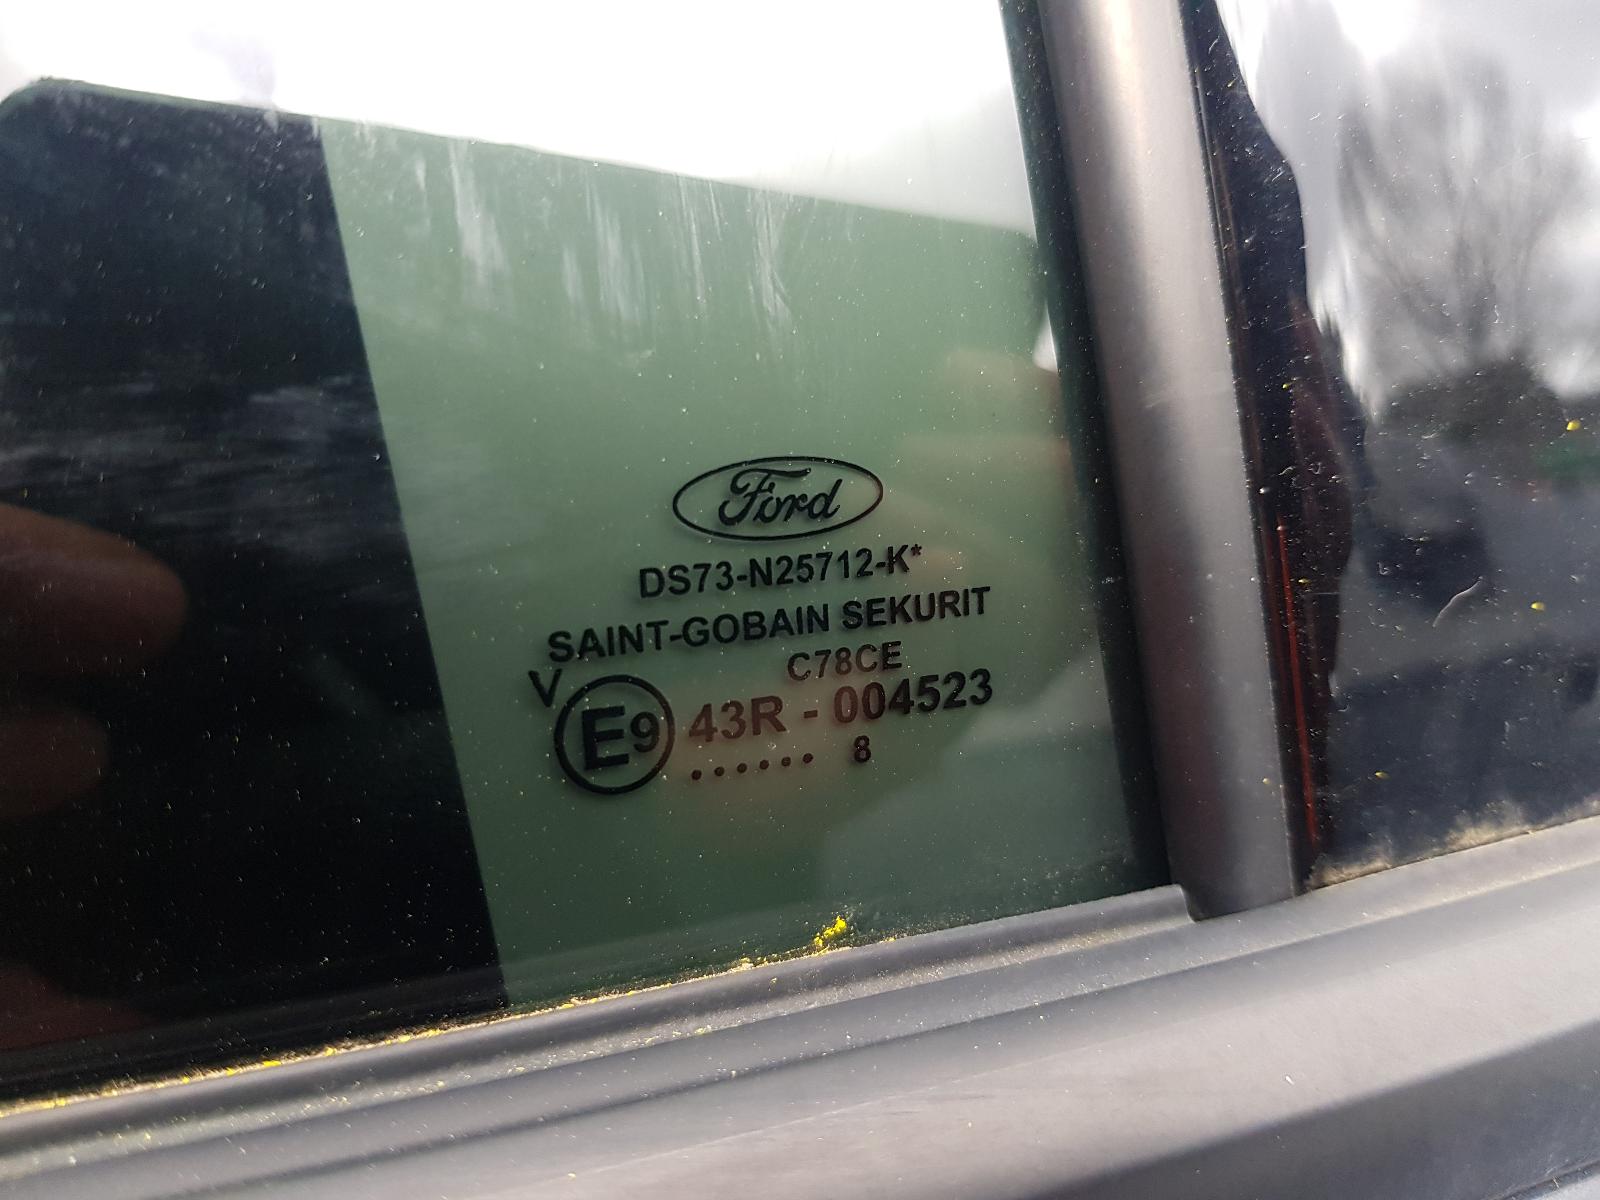 Ford
DS73-N25712-K*
SAINT-GOBAIN SEKURIT
C78CE
V
E9 43R - 004523
...... 8